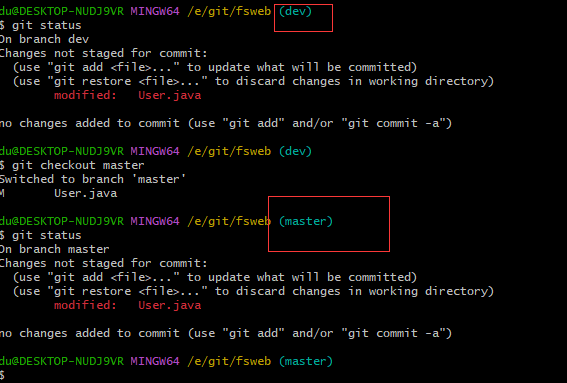 du@DESKTOP-NUDJ9VR MINGW64 /e/git/fsweb (dev)
$ git status
On branch dev
Changes not staged for commit:
  (use "git add <file>..." to update what will be committed)
  (use "git restore <file>..." to discard changes in working directory)
        modified:   User.java

no changes added to commit (use "git add" and/or "git commit -a")

du@DESKTOP-NUDJ9VR MINGW64 /e/git/fsweb (dev)
$ git checkout master
Switched to branch 'master'
M       User.java

du@DESKTOP-NUDJ9VR MINGW64 /e/git/fsweb (master)
$ git status
On branch master
Changes not staged for commit:
  (use "git add <file>..." to update what will be committed)
  (use "git restore <file>..." to discard changes in working directory)
        modified:   User.java

no changes added to commit (use "git add" and/or "git commit -a")

du@DESKTOP-NUDJ9VR MINGW64 /e/git/fsweb (master)
$